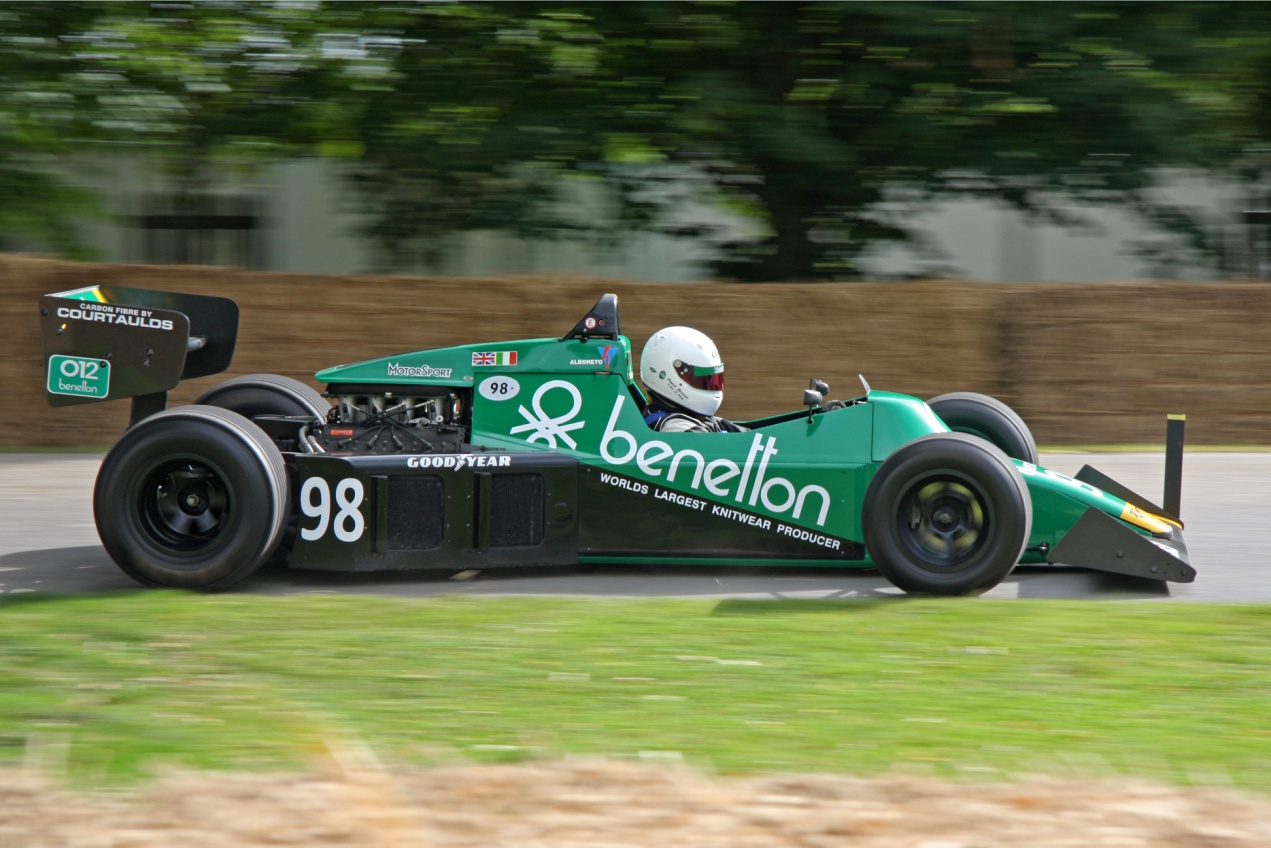 CARBON FIBRE BY
COURTAULDS
012
benetton
MOTORSPORT
ALBORETO
E
98
benetton
WORLDS LARGEST KNITWEAR PRODUCER
GOODYEAR
98